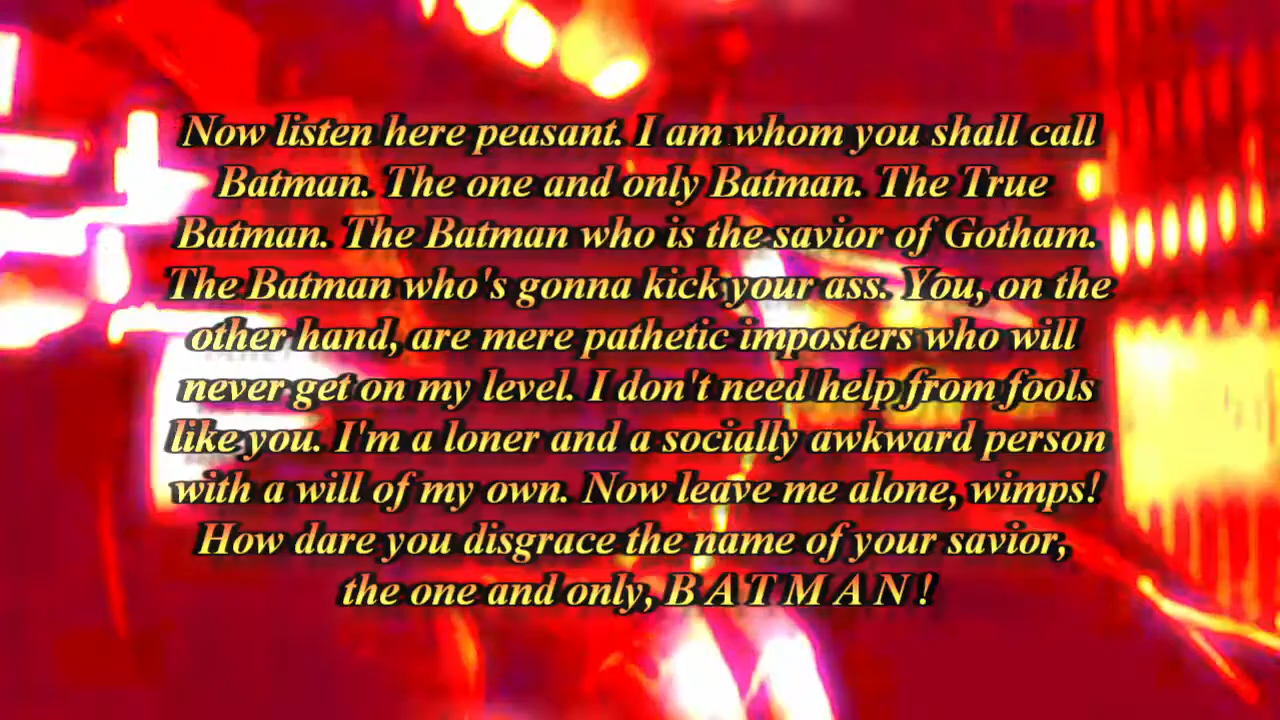 Now listen here peasant. I am whom you shall call
Batman. The one and only Batman. The True
Batman. The Batman who is the savior of Gotham.
The Batman who's gonna kick your ass. You, on the
other hand, are mere pathetic imposters who will
never get on my level. I don't need help from fools
like you. I'm a loner and a socially awkward person
with a will of my own. Now leave me alone, wimps!
How dare you disgrace the name of your savior,
the one and only, B A T M A N !